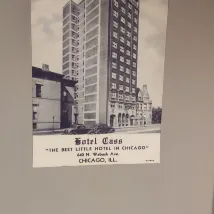 Hotel Cass
"THE BEST LITTLE HOTEL IN CHICAGO"
640 N. Wabash Ave.
CHICAGO, ILL.